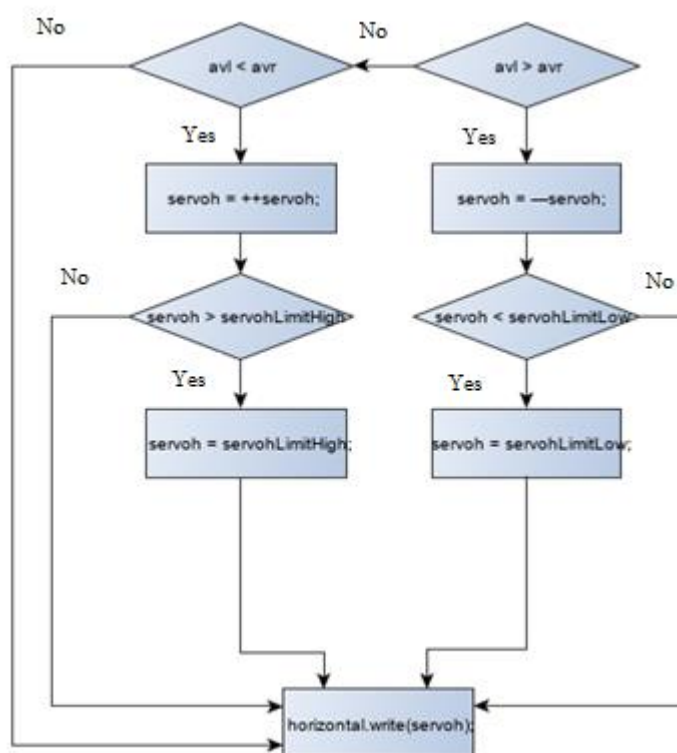 No
No
avl < avr
avl > avr
Yes
Yes
servoh = ++servoh;
servoh = —servoh;
No
No
servoh > servohLimitHigh
servoh < servohLimitLow
Yes
Yes
servoh = servohLimitHigh;
servoh = servohLimitLow;
horizontal.write(servoh);